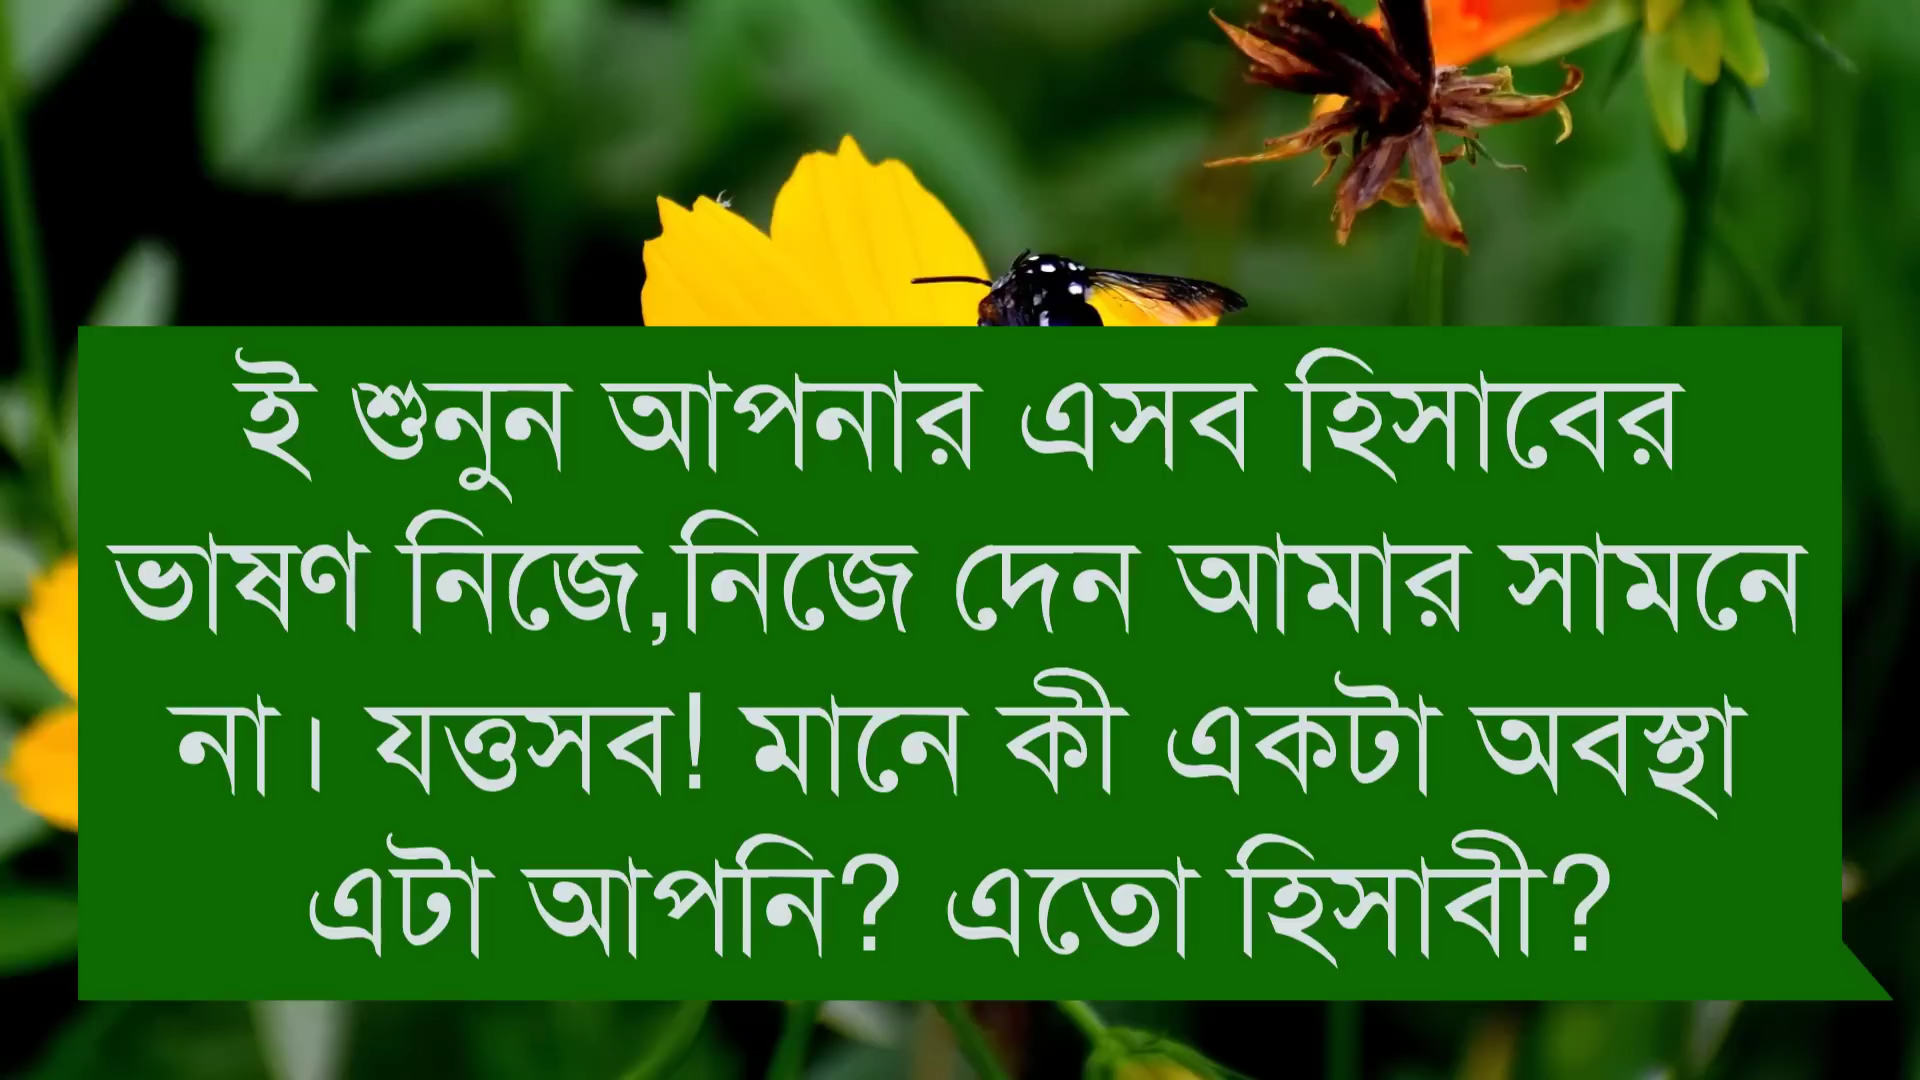 ই শুনুন আপনার এসব হিসাবের
ভাষণ নিজে,নিজে দেন আমার সামনে
না। যত্তসব! মানে কী একটা অবস্থা
এটা আপনি? এতো হিসাবী?